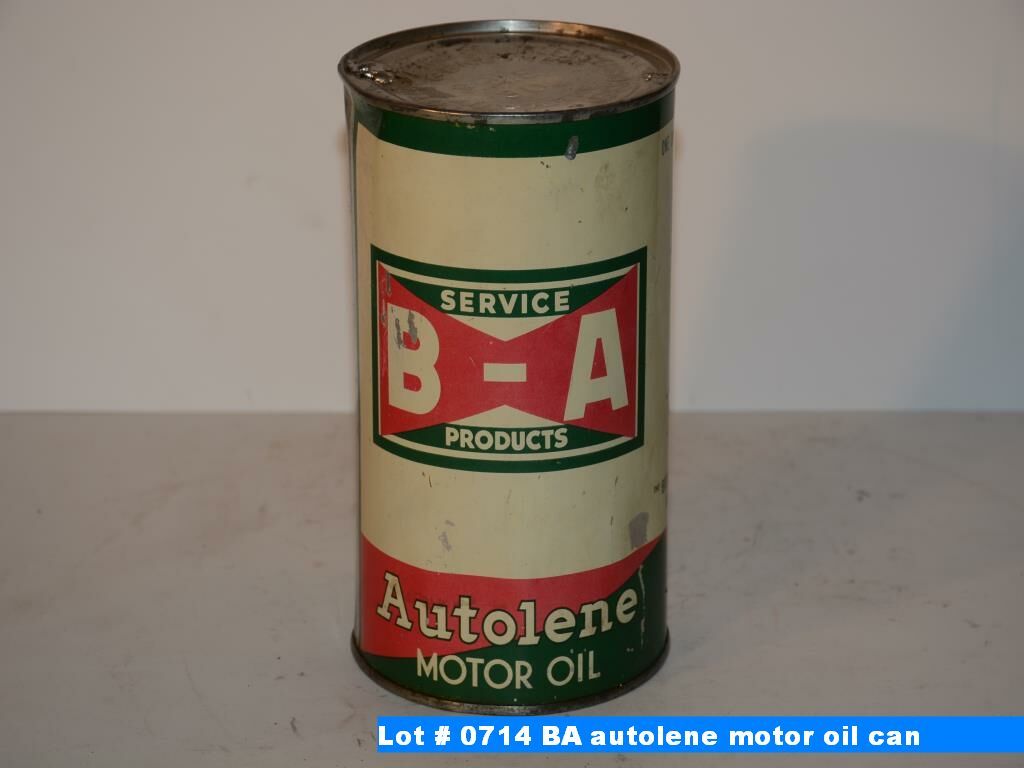 SERVICE
B-A
PRODUCTS
Autolene
MOTOR OIL
Lot # 0714 BA autolene motor oil can